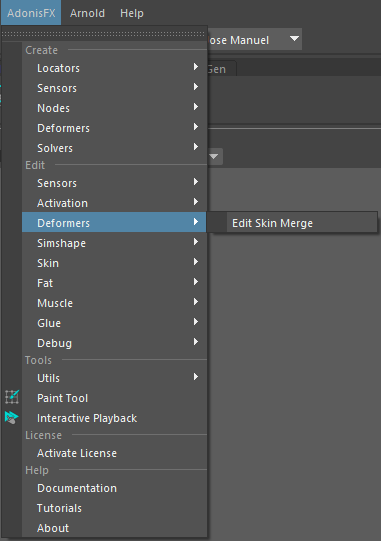 AdonisFX Arnold Help
ose Manuel
Gen
Create
Locators
Sensors
Nodes
Deformers
Solvers
Edit
Sensors
Activation
Deformers
Edit Skin Merge
Simshape
Skin
Fat
Muscle
Glue
Debug
Tools
Utils
Paint Tool
Interactive Playback
License
Activate License
Help
Documentation
Tutorials
About